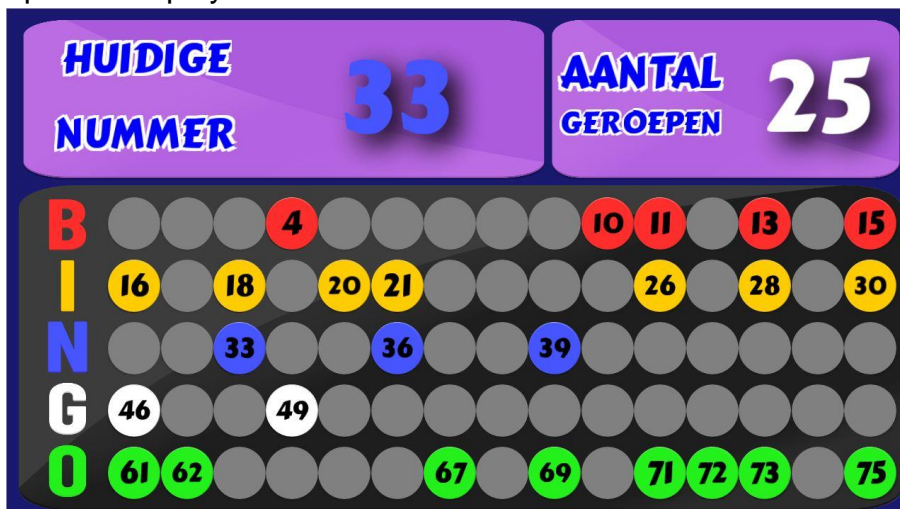 HUIDIGE
NUMMER
33
AANTAL
GEROEPEN
25
B 4 10 11 13 15
I 16 18 20 21 26 28 30
N 33 36 39
G 46 49
O 61 62 67 69 71 72 73 75